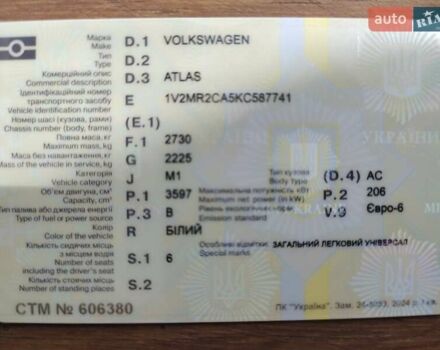 auto RIA
Марка
Make D.1 VOLKSWAGEN
Тип
Type D.2
Комерційний опис
Commercial description D.3 ATLAS
Ідентифікаційний номер
транспортного засобу
Vehicle identification number E 1V2MR2CA5KC587741
Номер шасі (кузова, рами)
Chassis number (body, frame) (E.1)
Повна маса, кг
Maximum mass, kg F.1 2730
Маса без навантаження, кг
Mass of the vehicle in service, kg G 2225
Категорія
Vehicle category J M1
Тип кузова
Body type (D.4) AC
Об'єм двигуна, см³
Capacity, cm³ P.1 3597
Максимальна потужність кВт
Maximum net power (in kW) P.2 206
Тип палива або джерела енергії
Type of fuel or power source P.3 B
Рівень екологічності
Emission standard V.9 Євро-6
Колір
Color of the vehicle R БІЛИЙ
Кількість сидячих місць
з місцем водія
Number of seats
including the driver's seat S.1 6
Особливі відмітки: ЗАГАЛЬНИЙ ЛЕГКОВИЙ УНІВЕРСАЛ
Special marks
Кількість стоячих місць
Number of standing places S.2
СТМ № 606380
ПК "Україна". Зам.